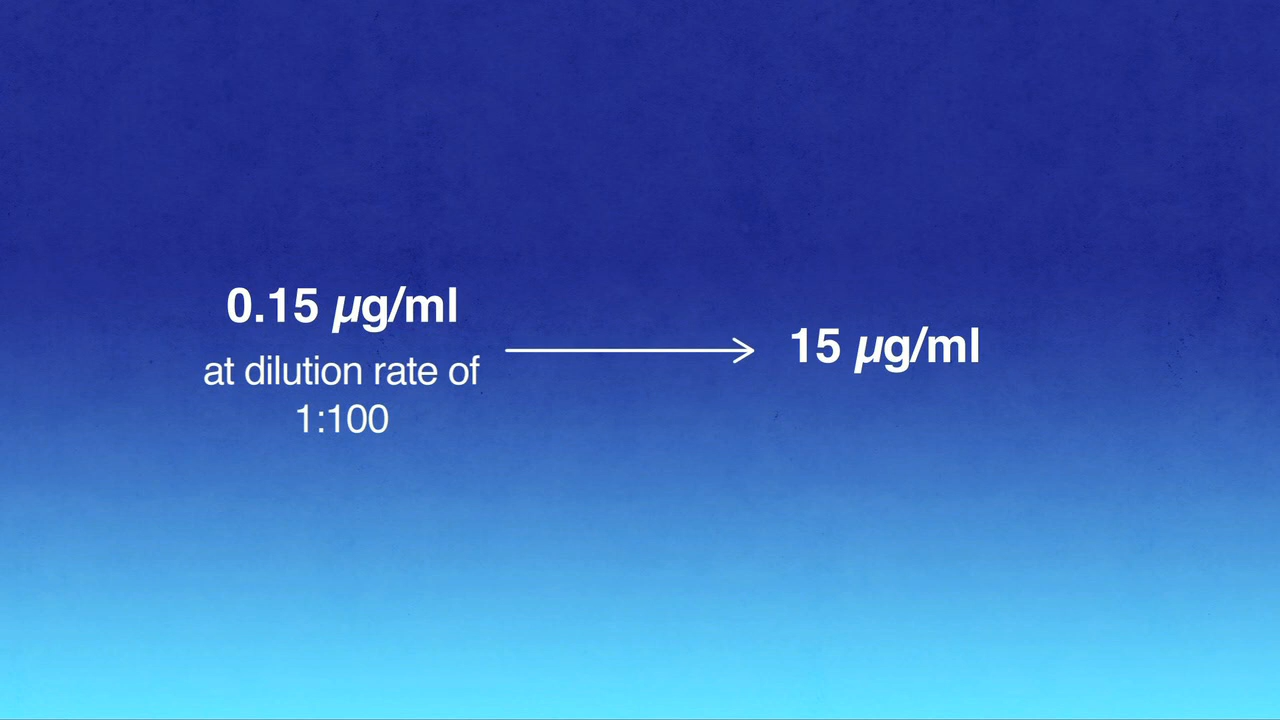 0.15 µg/ml
at dilution rate of
1:100
15 µg/ml